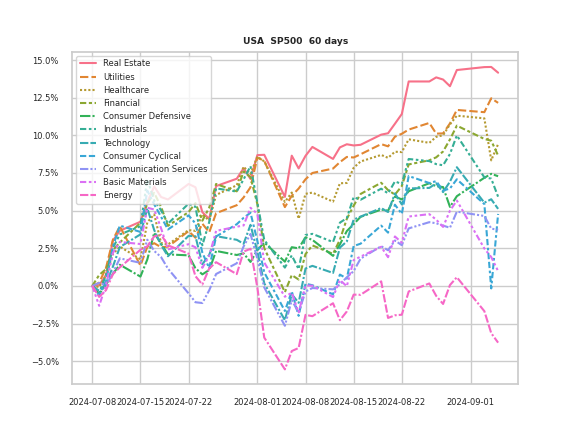 USA  SP500  60 days
15.0%
12.5%
10.0%
7.5%
5.0%
2.5%
0.0%
−2.5%
−5.0%
Real Estate
Utilities
Healthcare
Financial
Consumer Defensive
Industrials
Technology
Consumer Cyclical
Communication Services
Basic Materials
Energy
2024-07-08
2024-07-15
2024-07-22
2024-08-01
2024-08-08
2024-08-15
2024-08-22
2024-09-01